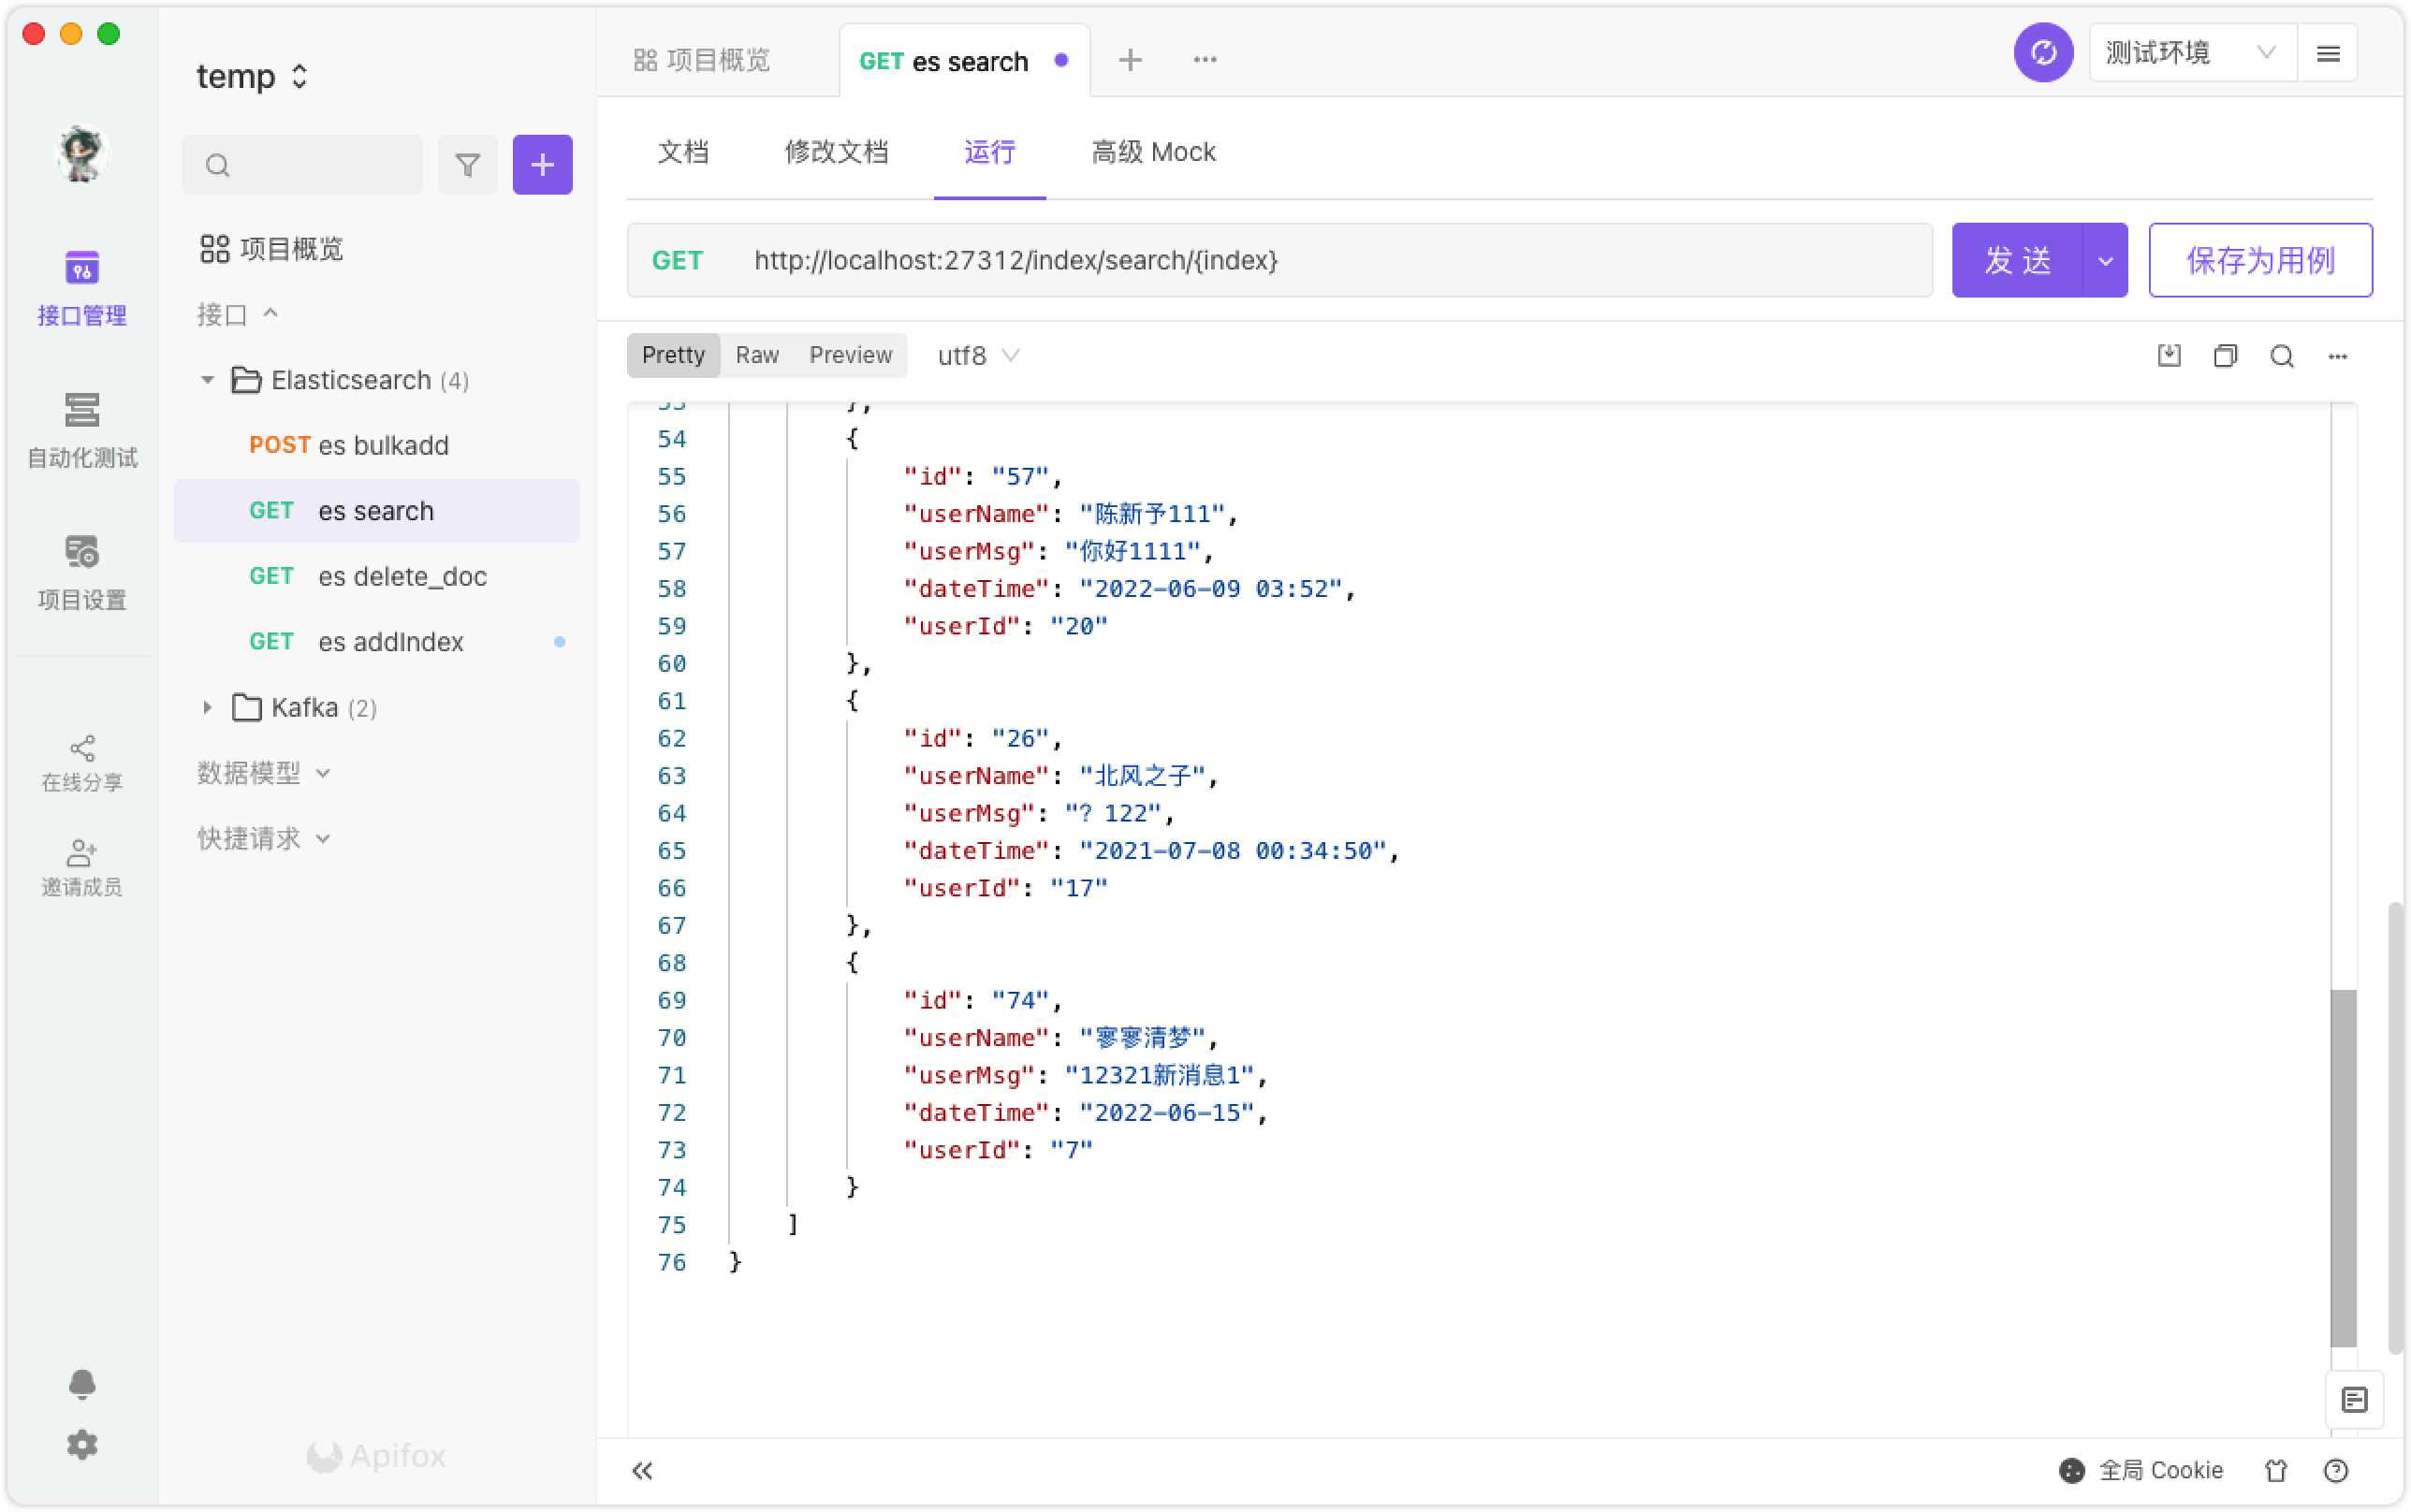 temp
项目概览
GET es search
测试环境
接口管理
自动化测试
项目设置
在线分享
邀请成员
项目概览
接口
Elasticsearch (4)
POST es bulkadd
GET es search
GET es delete_doc
GET es addIndex
Kafka (2)
数据模型
快捷请求
Apifox
文档 修改文档 运行 高级 Mock
GET http://localhost:27312/index/search/{index}
发 送
保存为用例
Pretty Raw Preview utf8
53 },
54 {
55 "id": "57",
56 "userName": "陈新予111",
57 "userMsg": "你好1111",
58 "dateTime": "2022-06-09 03:52",
59 "userId": "20"
60 },
61 {
62 "id": "26",
63 "userName": "北风之子",
64 "userMsg": "? 122",
65 "dateTime": "2021-07-08 00:34:50",
66 "userId": "17"
67 },
68 {
69 "id": "74",
70 "userName": "寥寥清梦",
71 "userMsg": "12321新消息1",
72 "dateTime": "2022-06-15",
73 "userId": "7"
74 }
75 ]
76 }
全局 Cookie